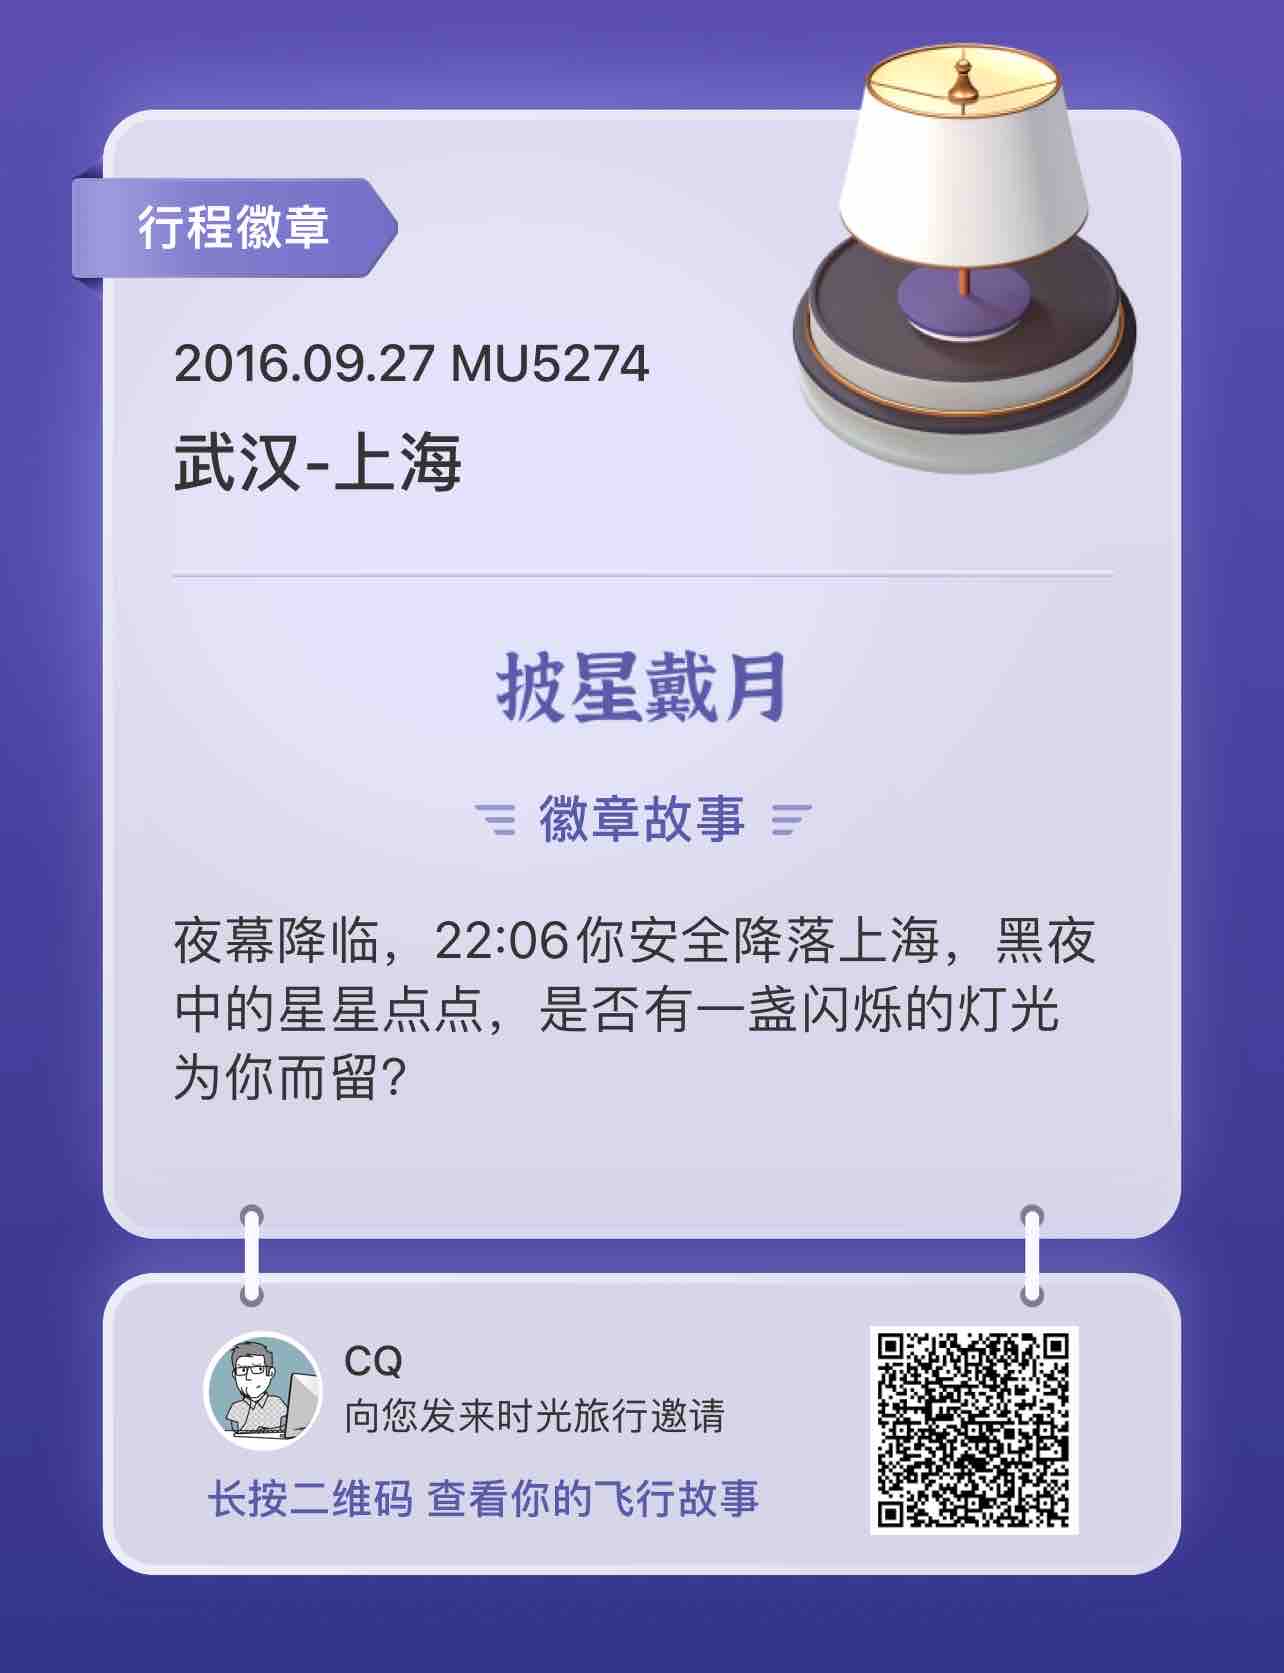 行程徽章
2016.09.27 MU5274
武汉-上海
披星戴月
徽章故事
夜幕降临，22:06你安全降落上海，黑夜
中的星星点点，是否有一盏闪烁的灯光
为你而留?
CQ
向您发来时光旅行邀请
长按二维码 查看你的飞行故事